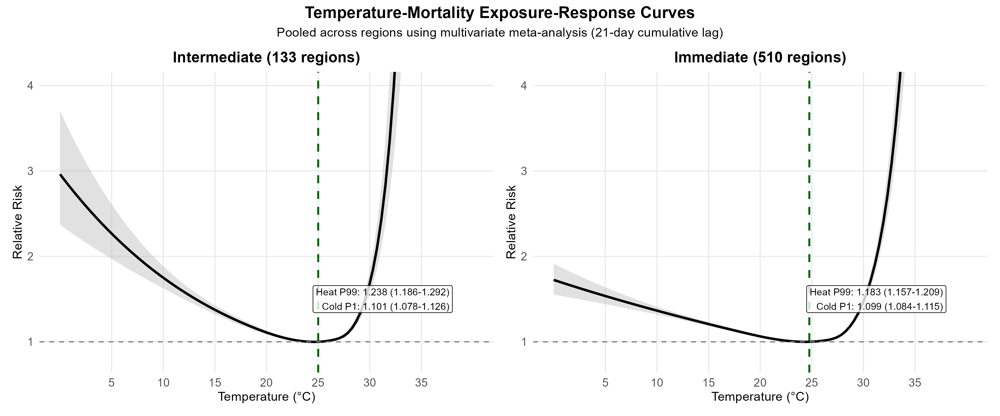 Temperature-Mortality Exposure-Response Curves
Pooled across regions using multivariate meta-analysis (21-day cumulative lag)
Intermediate (133 regions)
4
3
2
1
Relative Risk
Heat P99: 1.238 (1.186-1.292)
Cold P1: 1.101 (1.078-1.126)
5 10 15 20 25 30 35
Temperature (°C)
Immediate (510 regions)
4
3
2
1
Relative Risk
Heat P99: 1.183 (1.157-1.209)
Cold P1: 1.099 (1.084-1.115)
5 10 15 20 25 30 35
Temperature (°C)